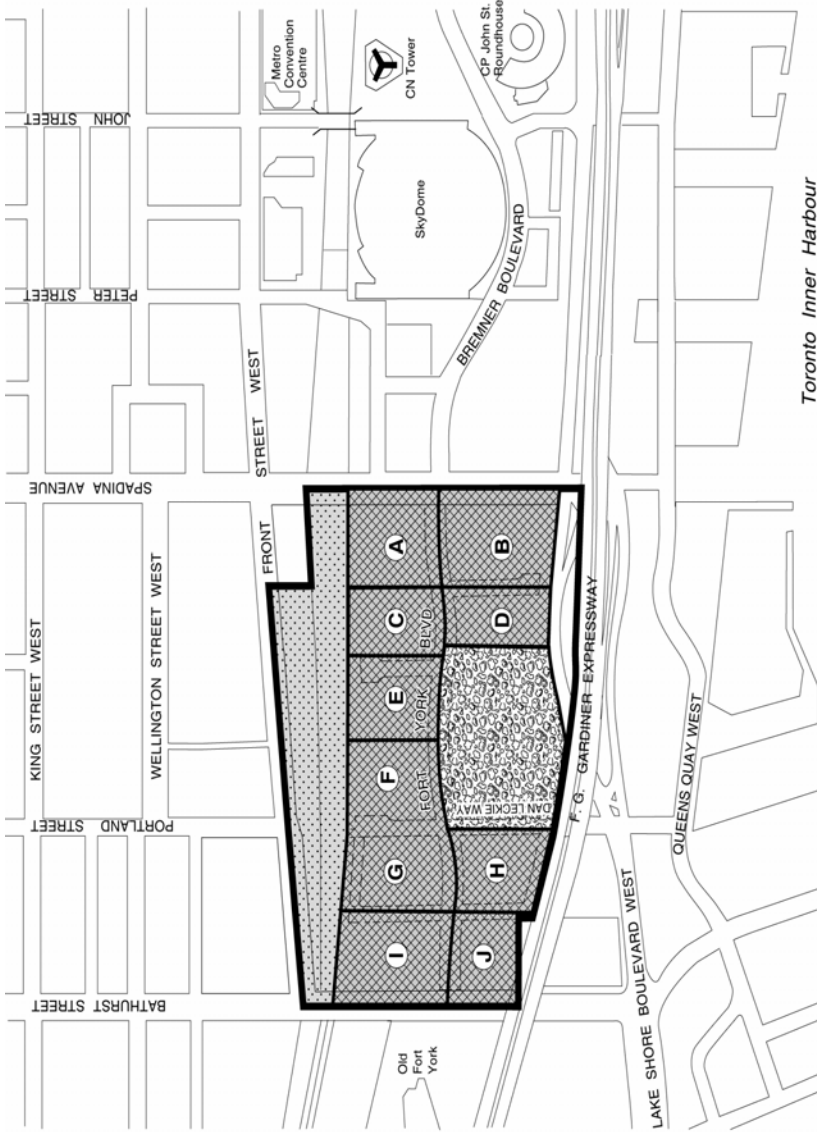 KING STREET WEST
WELLINGTON STREET WEST
FRONT
STREET
WEST
BATHURST STREET
PORTLAND
STREET
SPADINA AVENUE
PETER
STREET
JOHN
STREET
Metro
Convention
Centre
CN Tower
CP John St.
Roundhouse
SkyDome
BREMNER BOULEVARD
Old
Fort
York
FORT
YORK
BLVD
DAN LECKIE WAY
A
B
C
D
E
F
G
H
I
J
F. G. GARDINER EXPRESSWAY
LAKE SHORE BOULEVARD WEST
QUEENS QUAY WEST
Toronto Inner Harbour